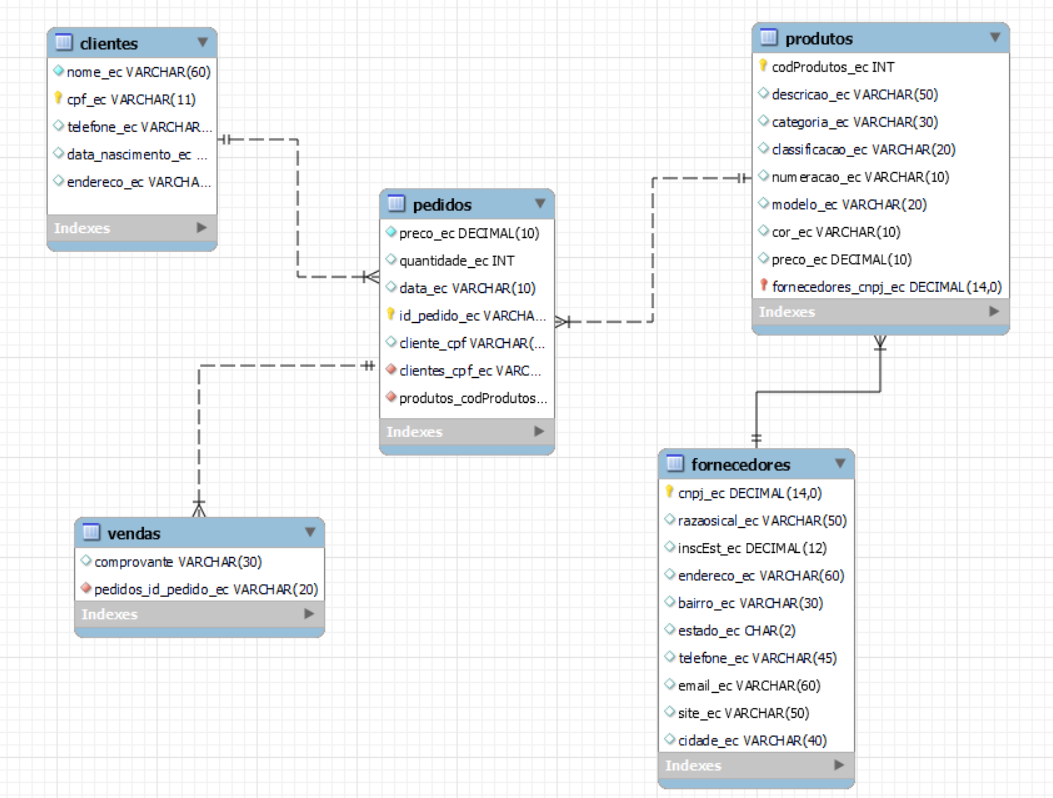 clientes
nome_ec VARCHAR(60)
cpf_ec VARCHAR(11)
telefone_ec VARCHAR...
data_nascimento_ec ...
endereco_ec VARCHA...
Indexes
produtos
codProdutos_ec INT
descricao_ec VARCHAR(50)
categoria_ec VARCHAR(30)
classificacao_ec VARCHAR(20)
numeracao_ec VARCHAR(10)
modelo_ec VARCHAR(20)
cor_ec VARCHAR(10)
preco_ec DECIMAL(10)
fornecedores_cnpj_ec DECIMAL(14,0)
Indexes
pedidos
preco_ec DECIMAL(10)
quantidade_ec INT
data_ec VARCHAR(10)
id_pedido_ec VARCHA...
cliente_cpf VARCHAR(...
clientes_cpf_ec VARC...
produtos_codProdutos...
Indexes
vendas
comprovante VARCHAR(30)
pedidos_id_pedido_ec VARCHAR(20)
Indexes
fornecedores
cnpj_ec DECIMAL(14,0)
razaosical_ec VARCHAR(50)
inscEst_ec DECIMAL(12)
endereco_ec VARCHAR(60)
bairro_ec VARCHAR(30)
estado_ec CHAR(2)
telefone_ec VARCHAR(45)
email_ec VARCHAR(60)
site_ec VARCHAR(50)
cidade_ec VARCHAR(40)
Indexes